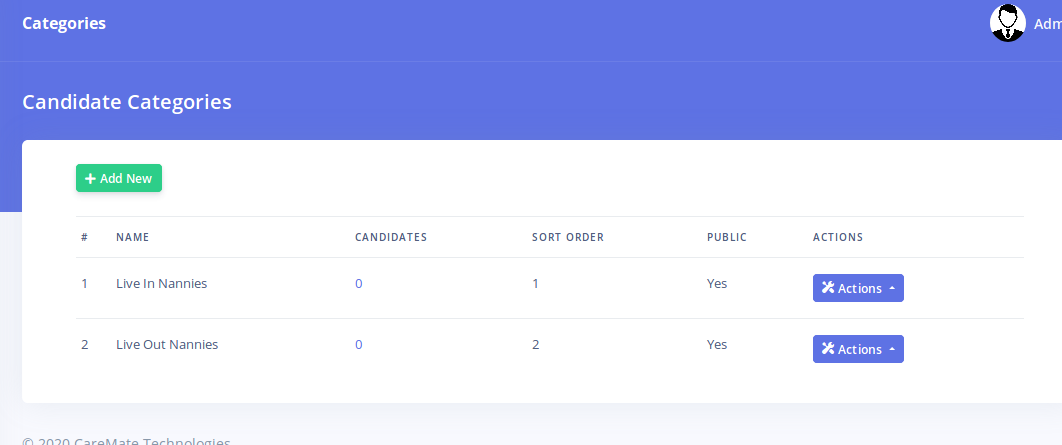 Categories
Candidate Categories
Add New
# NAME CANDIDATES SORT ORDER PUBLIC ACTIONS
1 Live In Nannies 0 1 Yes Actions
2 Live Out Nannies 0 2 Yes Actions
© 2020 CareMate Technologies